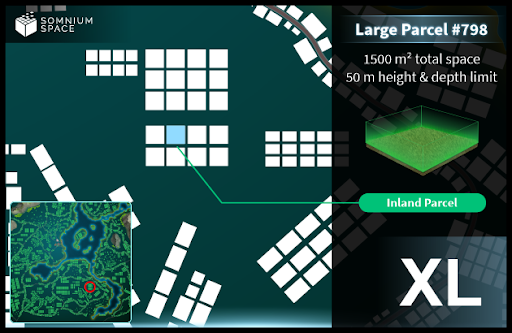 SOMNIUM
SPACE
Large Parcel #798
1500 m² total space
50 m height & depth limit
Inland Parcel
XL